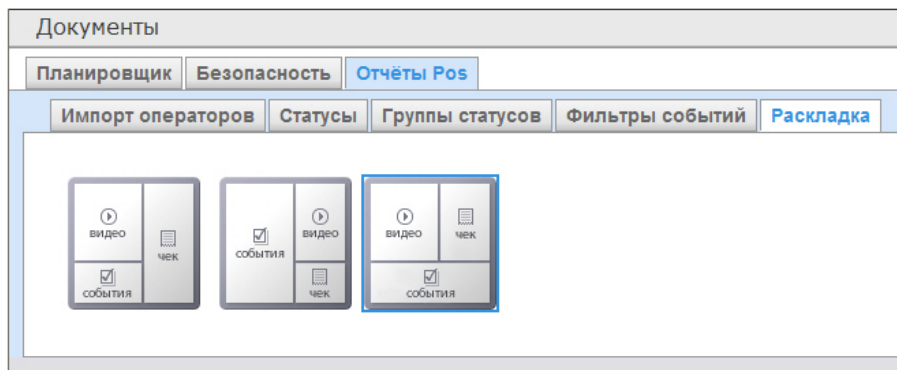 Документы
Планировщик Безопасность Отчёты Pos
Импорт операторов Статусы Группы статусов Фильтры событий Раскладка
видео чек события
события видео чек
видео чек события